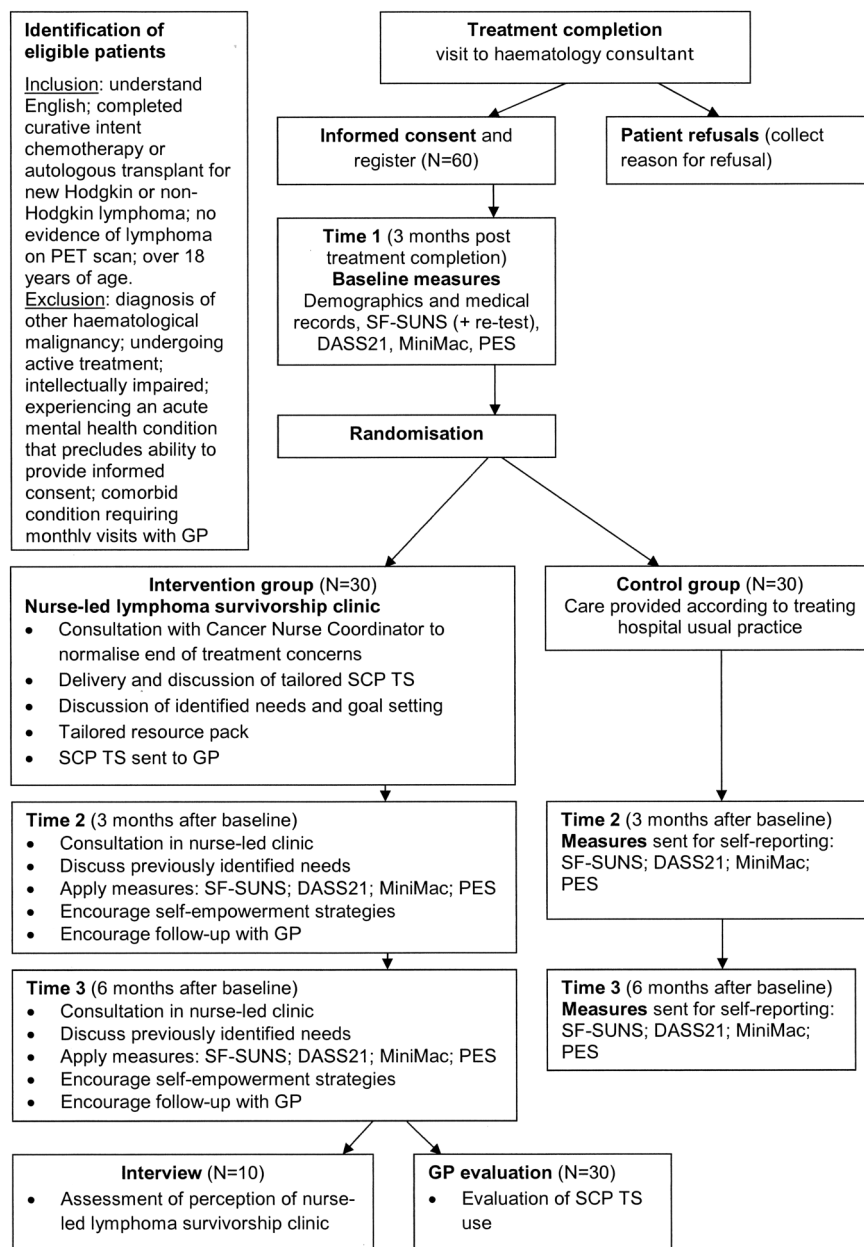 Identification of
eligible patients
Inclusion: understand
English; completed
curative intent
chemotherapy or
autologous transplant for
new Hodgkin or non-
Hodgkin lymphoma; no
evidence of lymphoma
on PET scan; over 18
years of age.
Exclusion: diagnosis of
other haematological
malignancy; undergoing
active treatment;
intellectually impaired;
experiencing an acute
mental health condition
that precludes ability to
provide informed
consent; comorbid
condition requiring
monthly visits with GP
Treatment completion
visit to haematology consultant
Informed consent and
register (N=60)
Patient refusals (collect
reason for refusal)
Time 1 (3 months post
treatment completion)
Baseline measures
Demographics and medical
records, SF-SUNS (+ re-test),
DASS21, MiniMac, PES
Randomisation
Intervention group (N=30)
Nurse-led lymphoma survivorship clinic
• Consultation with Cancer Nurse Coordinator to
normalise end of treatment concerns
• Delivery and discussion of tailored SCP TS
• Discussion of identified needs and goal setting
• Tailored resource pack
• SCP TS sent to GP
Control group (N=30)
Care provided according to treating
hospital usual practice
Time 2 (3 months after baseline)
• Consultation in nurse-led clinic
• Discuss previously identified needs
• Apply measures: SF-SUNS; DASS21; MiniMac; PES
• Encourage self-empowerment strategies
• Encourage follow-up with GP
Time 2 (3 months after baseline)
Measures sent for self-reporting:
SF-SUNS; DASS21; MiniMac;
PES
Time 3 (6 months after baseline)
• Consultation in nurse-led clinic
• Discuss previously identified needs
• Apply measures: SF-SUNS; DASS21; MiniMac; PES
• Encourage self-empowerment strategies
• Encourage follow-up with GP
Time 3 (6 months after baseline)
Measures sent for self-reporting:
SF-SUNS; DASS21; MiniMac;
PES
Interview (N=10)
• Assessment of perception of nurse-
led lymphoma survivorship clinic
GP evaluation (N=30)
• Evaluation of SCP TS
use